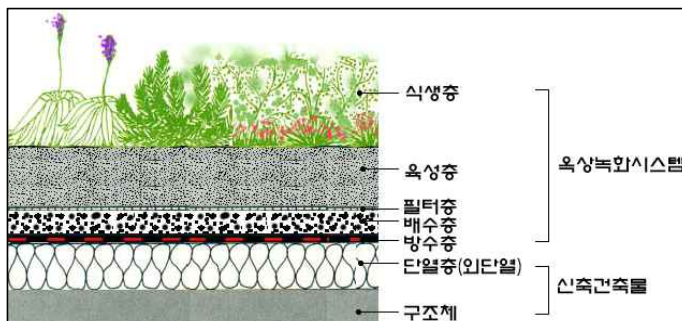 식생층
육성층
옥상녹화시스템
필터층
배수층
방수층
단열층(외단열)
신축건축물
구조체